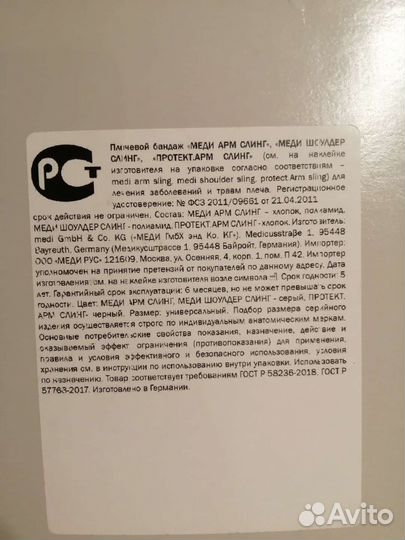 РСТ
Плечевой бандаж «МЕДИ АРМ СЛИНГ», «МЕДИ ШОУЛДЕР
СЛИНГ», «ПРОТЕКТ.АРМ СЛИНГ» (см. на наклейке
изготовителя на упаковке согласно соответствиям –
medi arm sling, medi shoulder sling, protect.Arm sling) для
лечения заболеваний и травм плеча. Регистрационное
удостоверение: № ФСЗ 2011/09661 от 21.04.2011
срок действия не ограничен. Состав: МЕДИ АРМ СЛИНГ – хлопок, полиамид,
МЕДИ ШОУЛДЕР СЛИНГ - полиамид, ПРОТЕКТ.АРМ СЛИНГ - хлопок. Изготовитель:
medi GmbH & Co. KG («МЕДИ ГмбХ энд Ко. КГ»), Medicusstraße 1, 95448
Bayreuth, Germany (Медикусштрассе 1, 95448 Байройт, Германия). Импортер:
ООО «МЕДИ РУС» 121609, Москва, ул. Осенняя, 4, корп. 1, пом. П 42. Импортер
уполномочен на принятие претензий от покупателей по данному адресу. Дата
изготовления: см. на наклейке изготовителя возле символа Срок годности: 5
лет. Гарантийный срок эксплуатации: 6 месяцев, но не может превышать срок
годности. Цвет: МЕДИ АРМ СЛИНГ, МЕДИ ШОУЛДЕР СЛИНГ - серый, ПРОТЕКТ.
АРМ СЛИНГ- черный. Размер: универсальный. Подбор размера серийного
изделия осуществляется строго по индивидуальным анатомическим меркам.
Основные потребительские свойства показания, назначение, действие и
оказываемый эффект ограничения (противопоказания) для применения,
правила и условия эффективного и безопасного использования, условия
хранения см. в инструкции по использованию внутри упаковки. Использовать
по назначению. Товар соответствует требованиям ГОСТ Р 58236-2018. ГОСТ Р
57763-2017. Изготовлено в Германии.
Avito